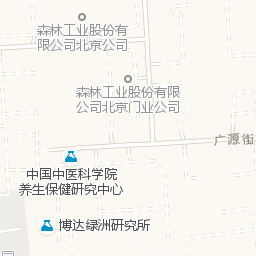 森林工业股份有
限公司北京公司
森林工业股份有限
公司北京门业公司
广源街
中国中医科学院
养生保健研究中心
博达绿洲研究所